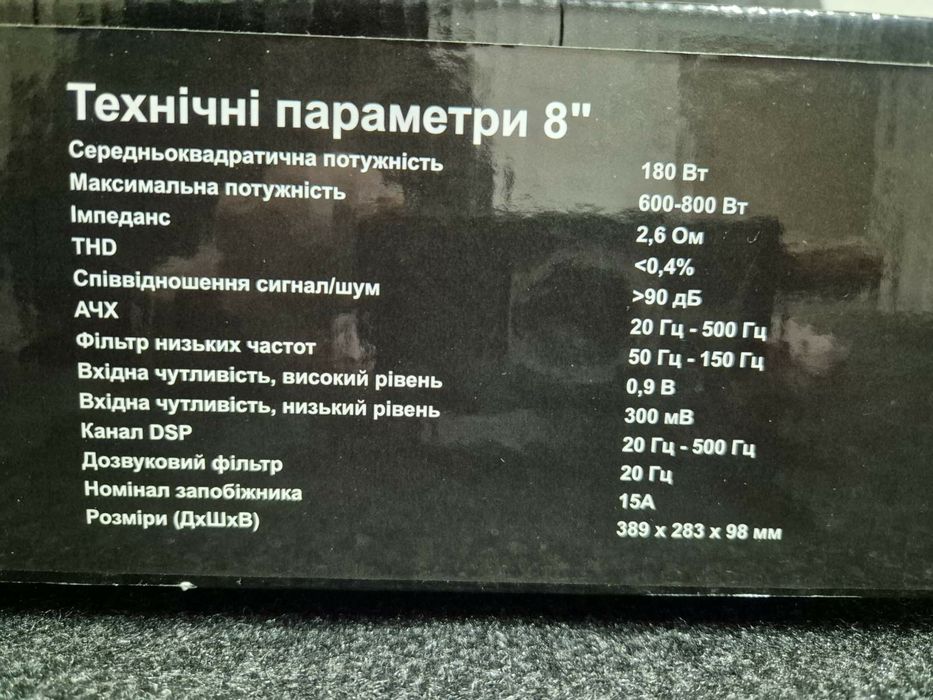 Технічні параметри 8"
Середньоквадратична потужність 180 Вт
Максимальна потужність 600-800 Вт
Імпеданс 2,6 Ом
THD <0,4%
Співвідношення сигнал/шум >90 дБ
АЧХ 20 Гц - 500 Гц
Фільтр низьких частот 50 Гц - 150 Гц
Вхідна чутливість, високий рівень 0,9 В
Вхідна чутливість, низький рівень 300 мВ
Канал DSP 20 Гц - 500 Гц
Дозвуковий фільтр 20 Гц
Номінал запобіжника 15А
Розміри (ДхШхВ) 389 x 283 x 98 мм